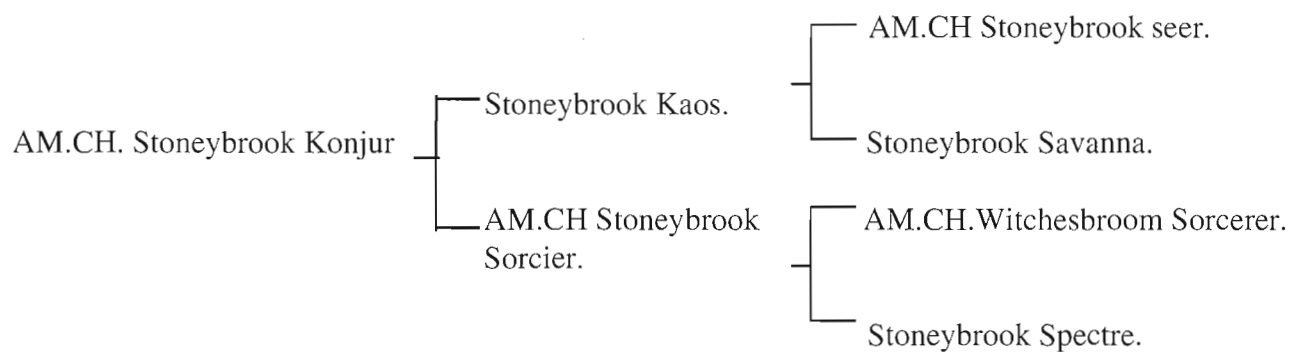 AM.CH Stoneybrook seer.
Stoneybrook Kaos.
AM.CH. Stoneybrook Konjur
Stoneybrook Savanna.
AM.CH Stoneybrook
Sorcier.
AM.CH.Witchesbroom Sorcerer.
Stoneybrook Spectre.